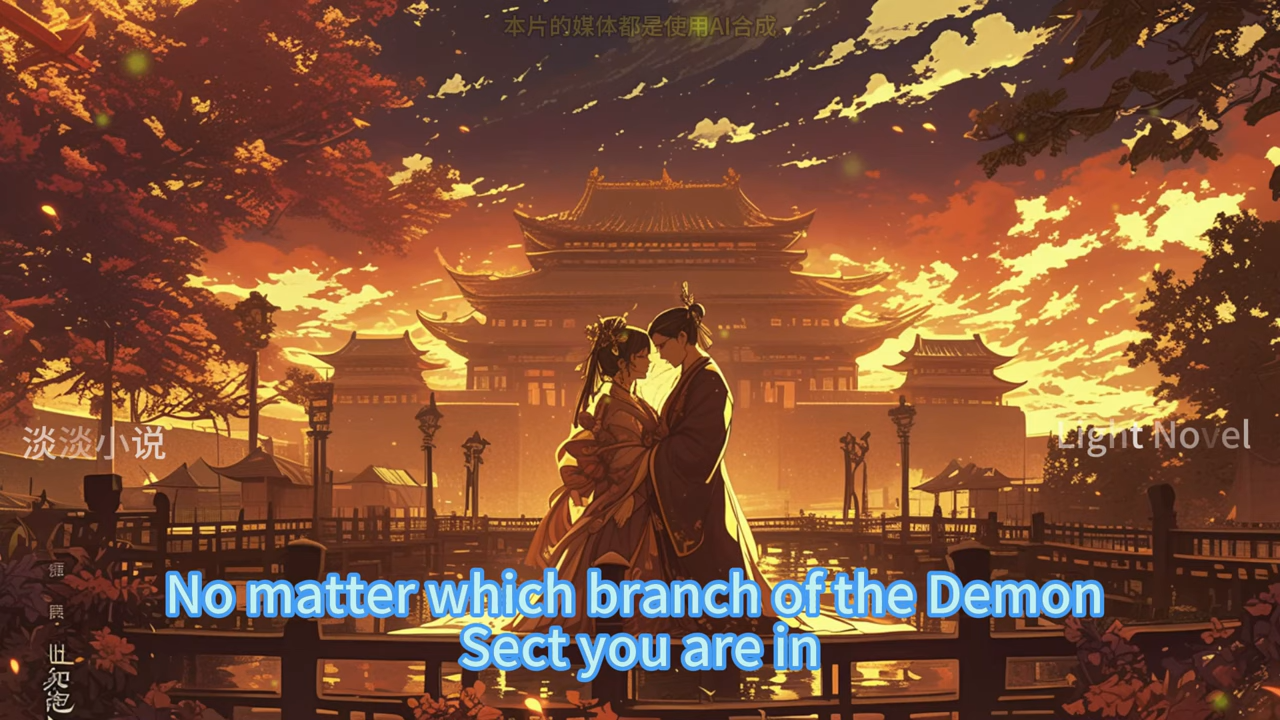 本片的媒体都是使用AI合成
淡淡小说
Light Novel
No matter which branch of the Demon
Sect you are in